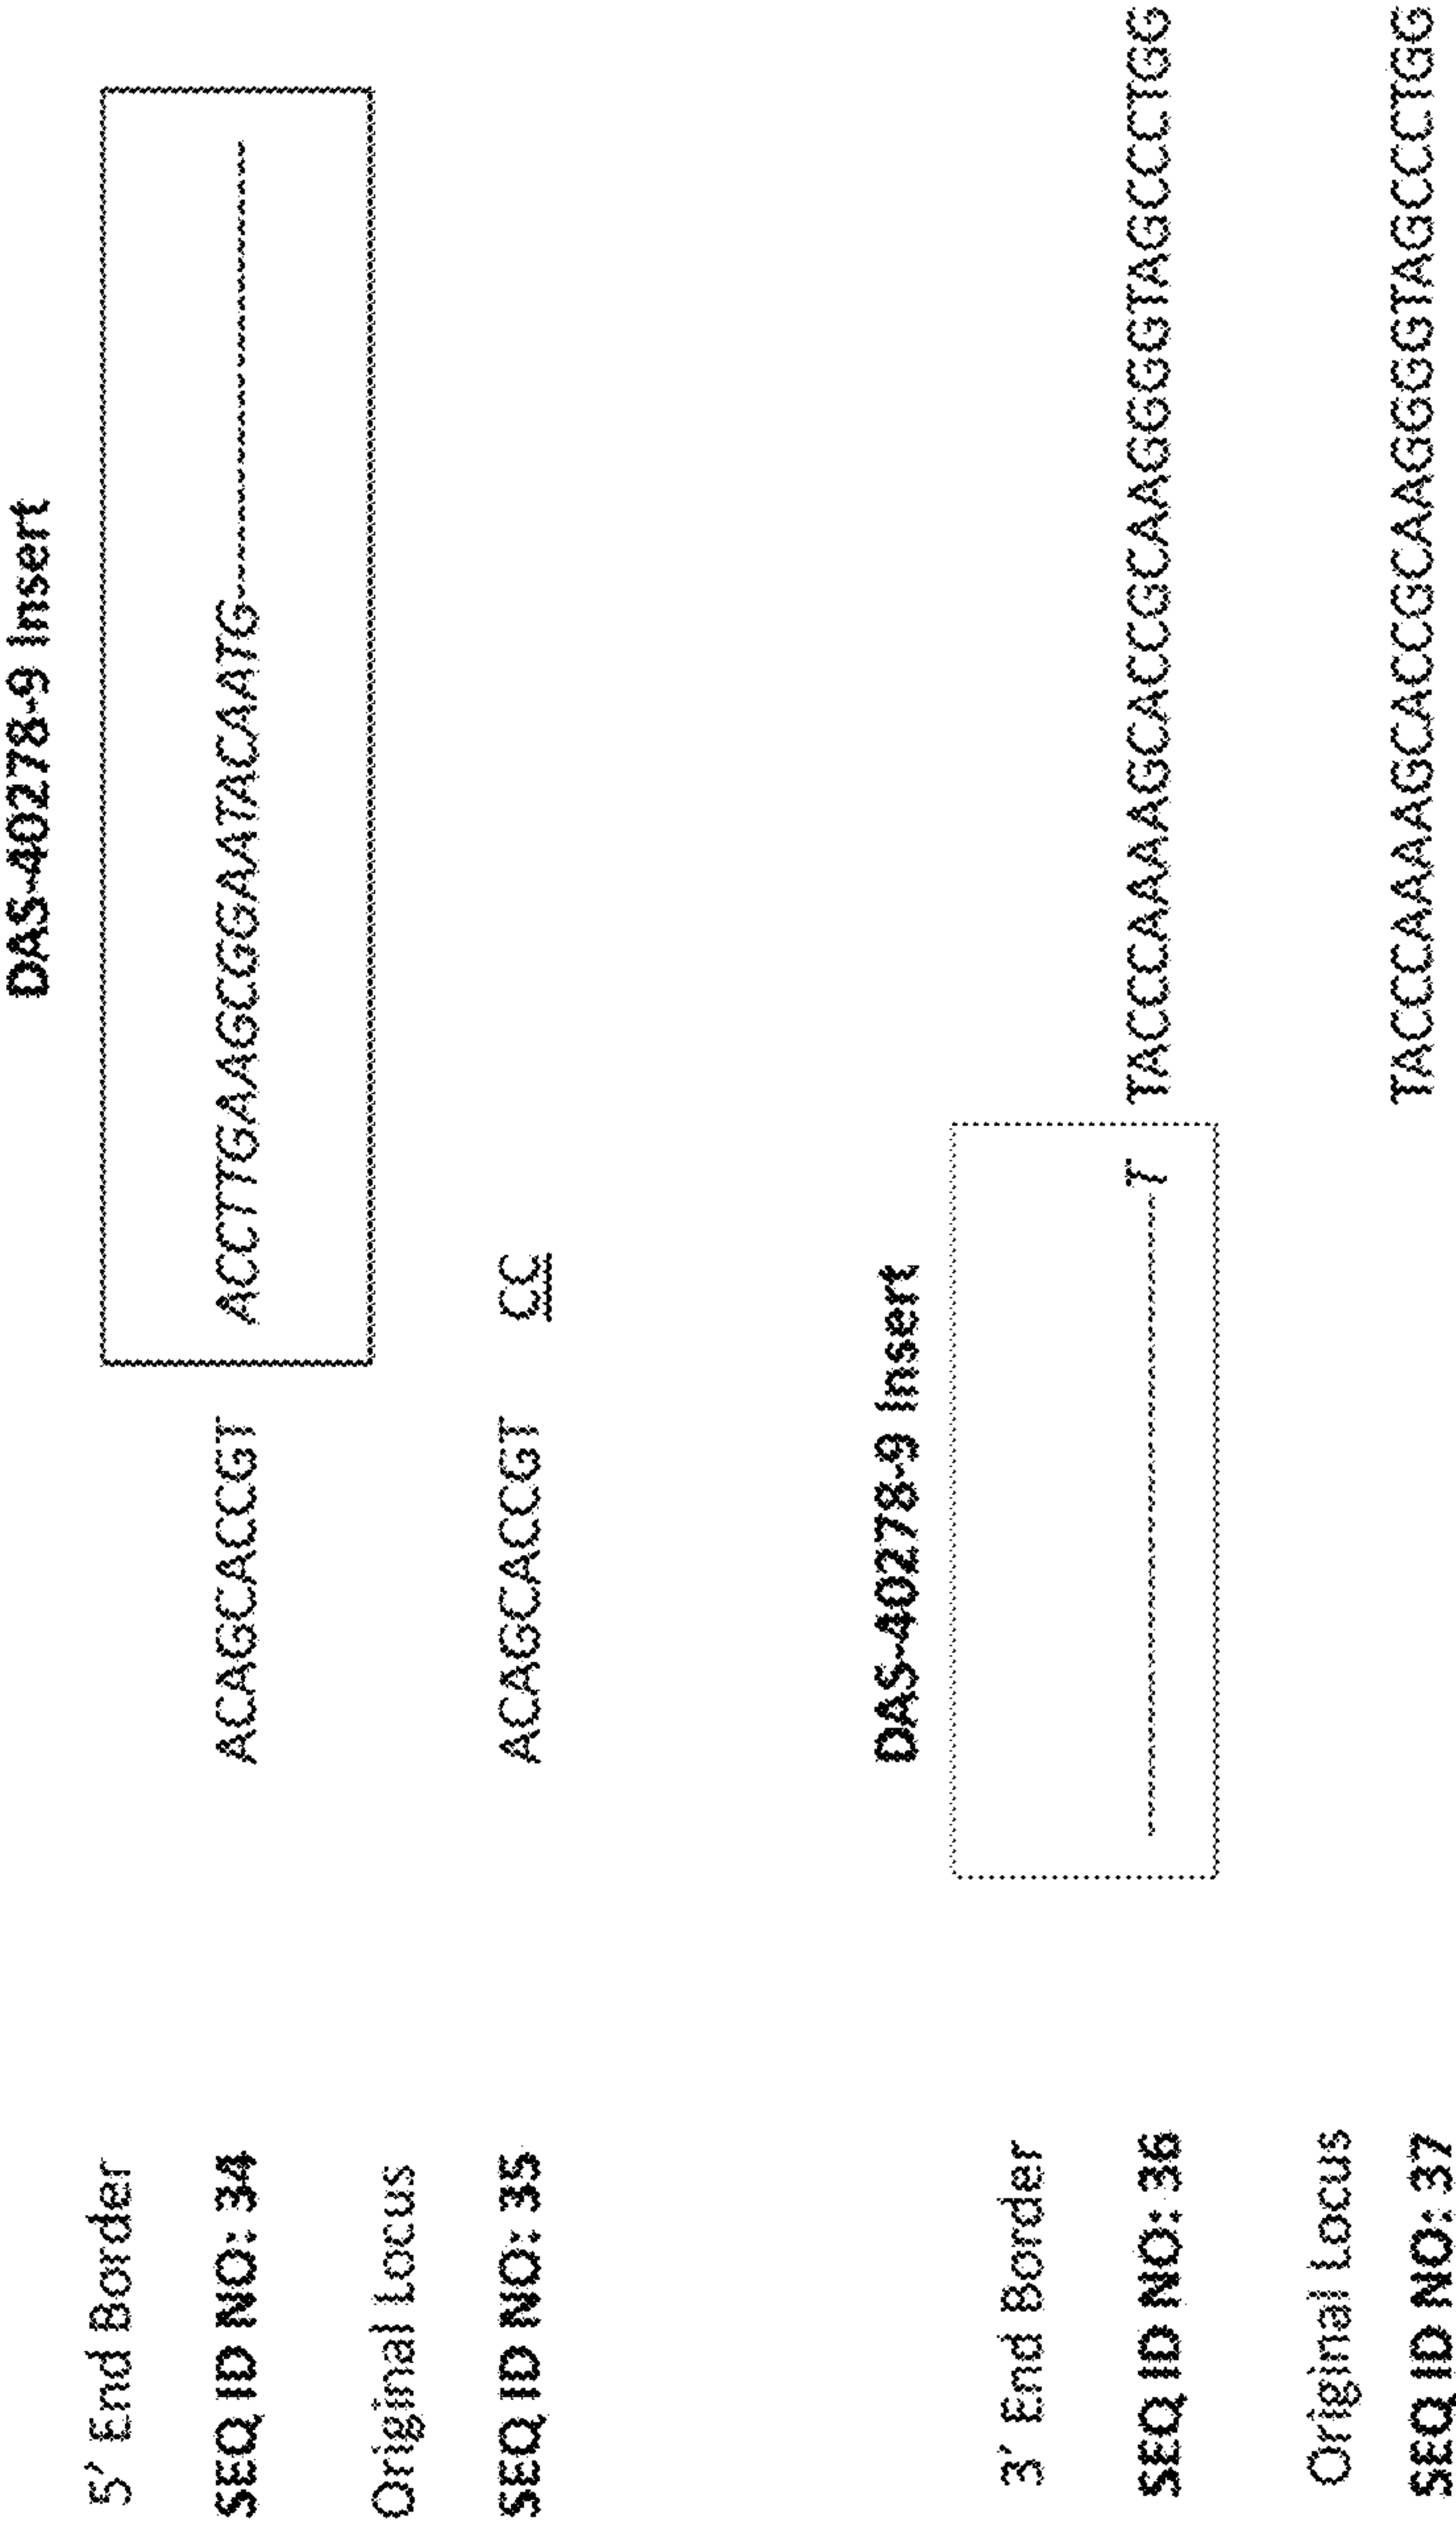 DAS-40278-9 Insert
5' End Border
SEQ ID NO: 34 ACAGCACCGT ACCTTGAAGCGGAATACAATG--------------------
Original Locus
SEQ ID NO: 35 ACAGCACCGT CC
DAS-40278-9 Insert
3' End Border
SEQ ID NO: 36 ----------------------------T TACCCAAAAGCACCGCAAGGGGTAGCCCTGG
Original Locus
SEQ ID NO: 37 TACCCAAAAGCACCGCAAGGGGTAGCCCTGG